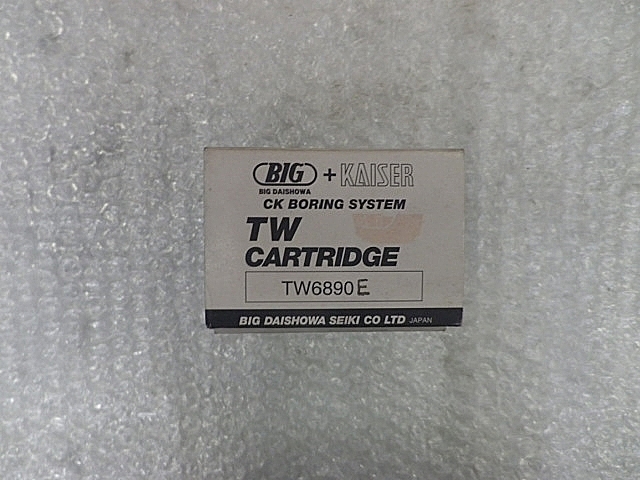 BIG + KAISER
BIG DAISHOWA
CK BORING SYSTEM
TW
CARTRIDGE
TW6890E
BIG DAISHOWA SEIKI CO LTD JAPAN